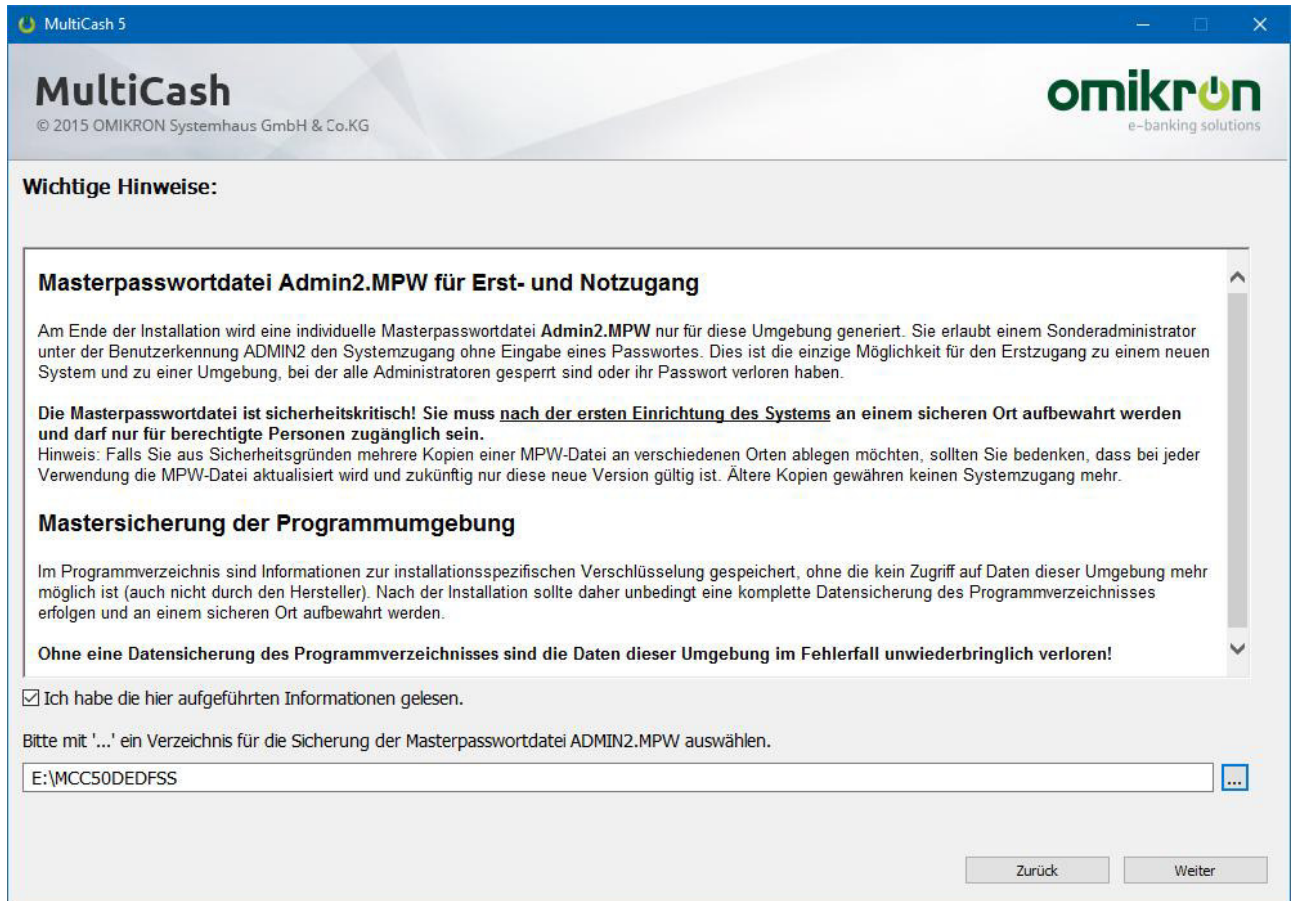 MultiCash 5
MultiCash
© 2015 OMIKRON Systemhaus GmbH & Co.KG
omikron
e-banking solutions
Wichtige Hinweise:
Masterpasswortdatei Admin2.MPW für Erst- und Notzugang
Am Ende der Installation wird eine individuelle Masterpasswortdatei Admin2.MPW nur für diese Umgebung generiert. Sie erlaubt einem Sonderadministrator
unter der Benutzerkennung ADMIN2 den Systemzugang ohne Eingabe eines Passwortes. Dies ist die einzige Möglichkeit für den Erstzugang zu einem neuen
System und zu einer Umgebung, bei der alle Administratoren gesperrt sind oder ihr Passwort verloren haben.
Die Masterpasswortdatei ist sicherheitskritisch! Sie muss nach der ersten Einrichtung des Systems an einem sicheren Ort aufbewahrt werden
und darf nur für berechtigte Personen zugänglich sein.
Hinweis: Falls Sie aus Sicherheitsgründen mehrere Kopien einer MPW-Datei an verschiedenen Orten ablegen möchten, sollten Sie bedenken, dass bei jeder
Verwendung die MPW-Datei aktualisiert wird und zukünftig nur diese neue Version gültig ist. Ältere Kopien gewähren keinen Systemzugang mehr.
Mastersicherung der Programmumgebung
Im Programmverzeichnis sind Informationen zur installationsspezifischen Verschlüsselung gespeichert, ohne die kein Zugriff auf Daten dieser Umgebung mehr
möglich ist (auch nicht durch den Hersteller). Nach der Installation sollte daher unbedingt eine komplette Datensicherung des Programmverzeichnisses
erfolgen und an einem sicheren Ort aufbewahrt werden.
Ohne eine Datensicherung des Programmverzeichnisses sind die Daten dieser Umgebung im Fehlerfall unwiederbringlich verloren!
Ich habe die hier aufgeführten Informationen gelesen.
Bitte mit '...' ein Verzeichnis für die Sicherung der Masterpasswortdatei ADMIN2.MPW auswählen.
E:\MCC50DEDFSS
...
Zurück
Weiter